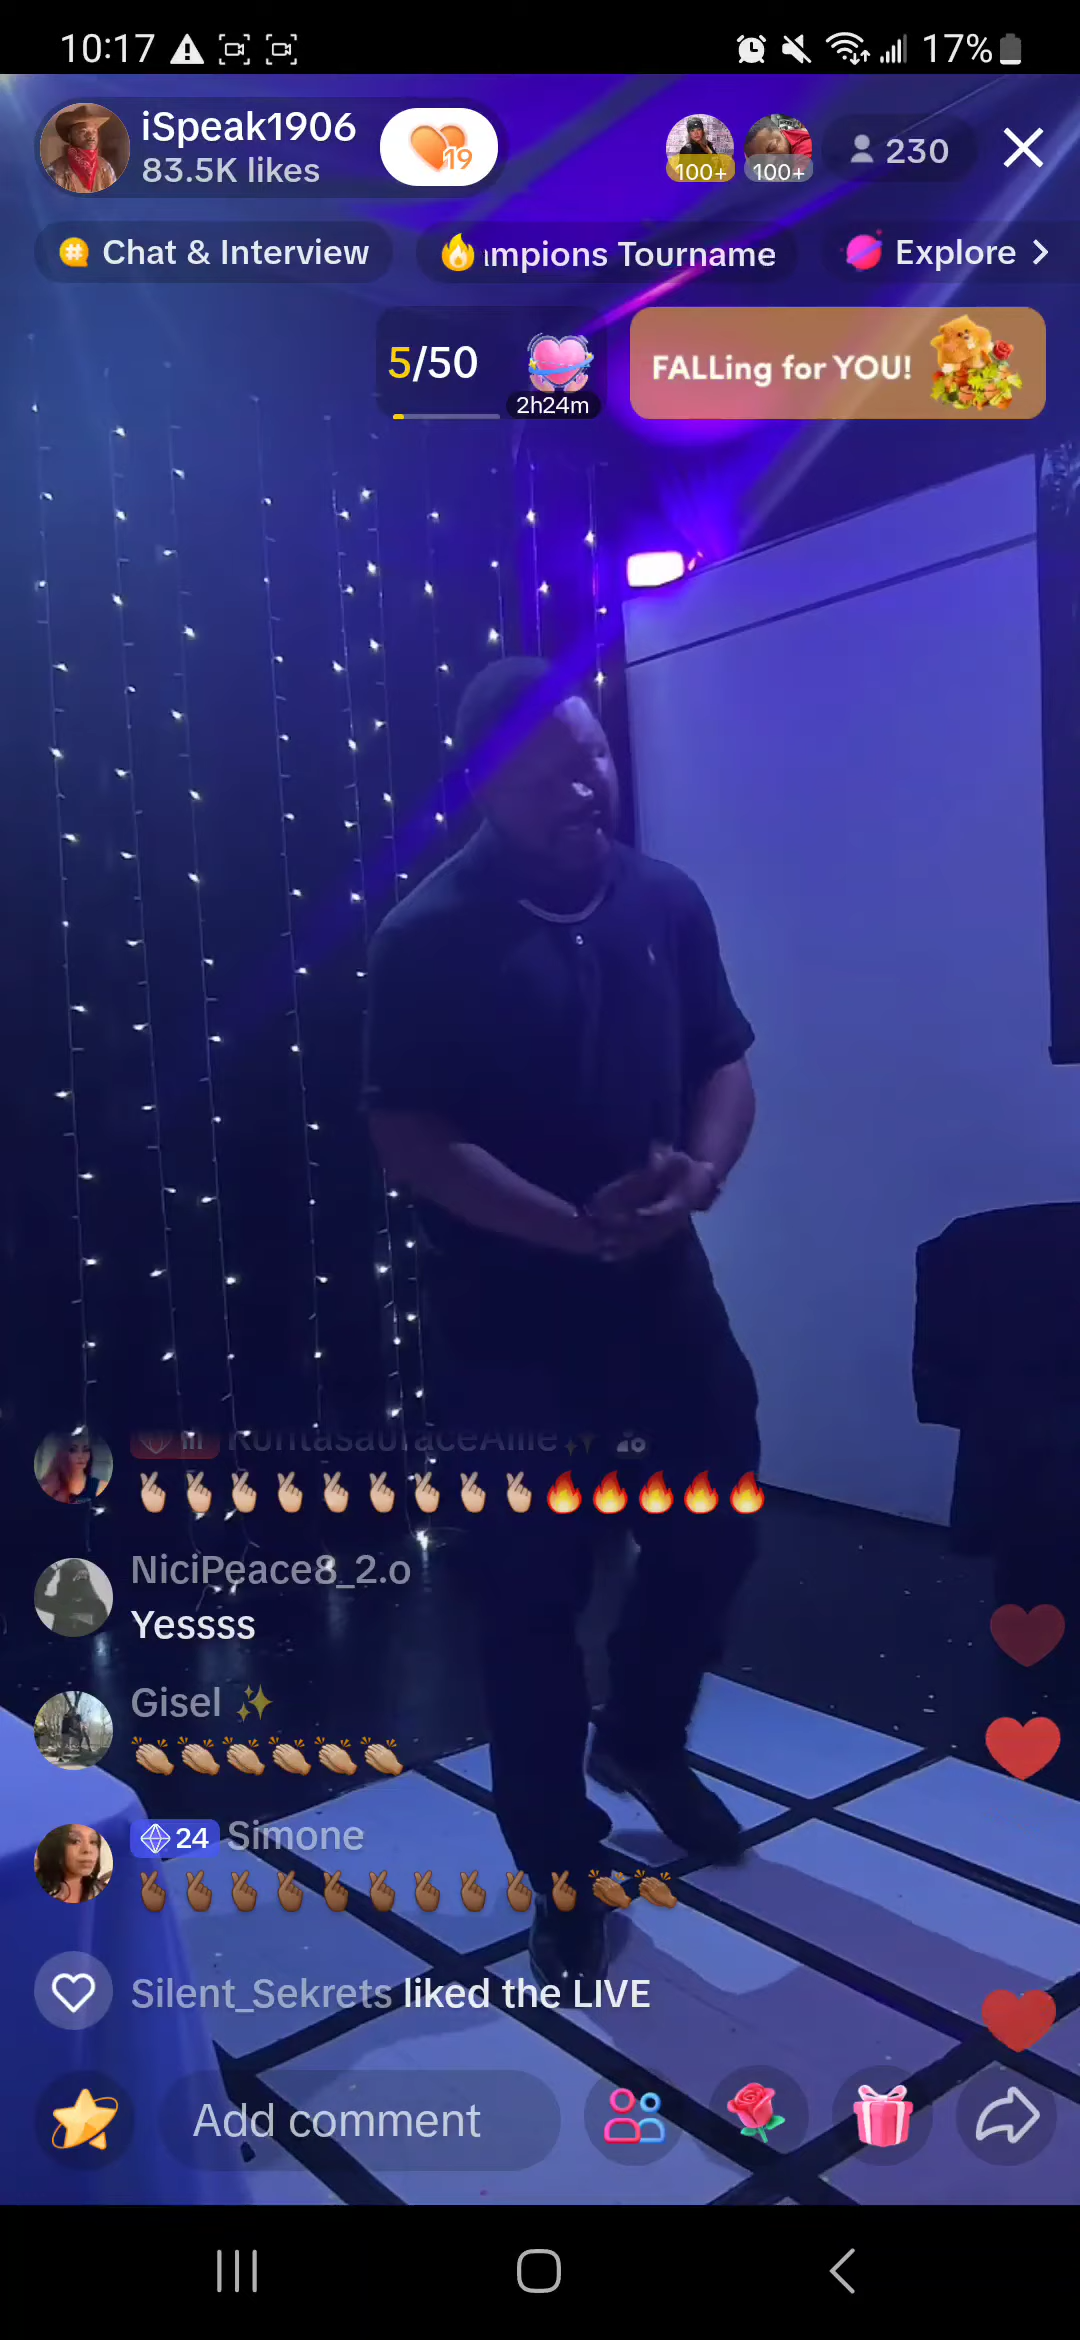 10:17
17%
iSpeak1906
83.5K likes
19
100+
100+
230
Chat & Interview
mpions Tourname
Explore >
5/50
2h24m
FALLing for YOU!
🫰🏻🫰🏻🫰🏻🫰🏻🫰🏻🫰🏻🫰🏻🫰🏻🫰🏻🔥🔥🔥🔥🔥
NiciPeace8_2.o
Yessss
Gisel ✨
👏🏼👏🏼👏🏼👏🏼👏🏼👏🏼
24 Simone
🫰🏾🫰🏾🫰🏾🫰🏾🫰🏾🫰🏾🫰🏾🫰🏾🫰🏾🫰🏾👏🏾👏🏾
Silent_Sekrets liked the LIVE
Add comment